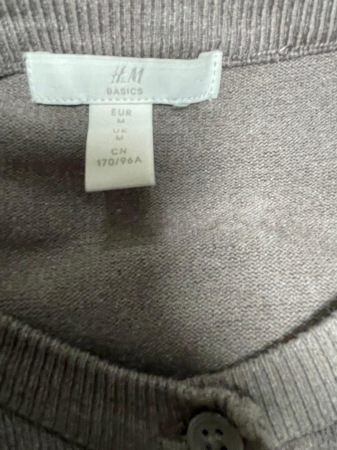 H&M
BASICS
EUR
M
UK
M
CN
170/96A